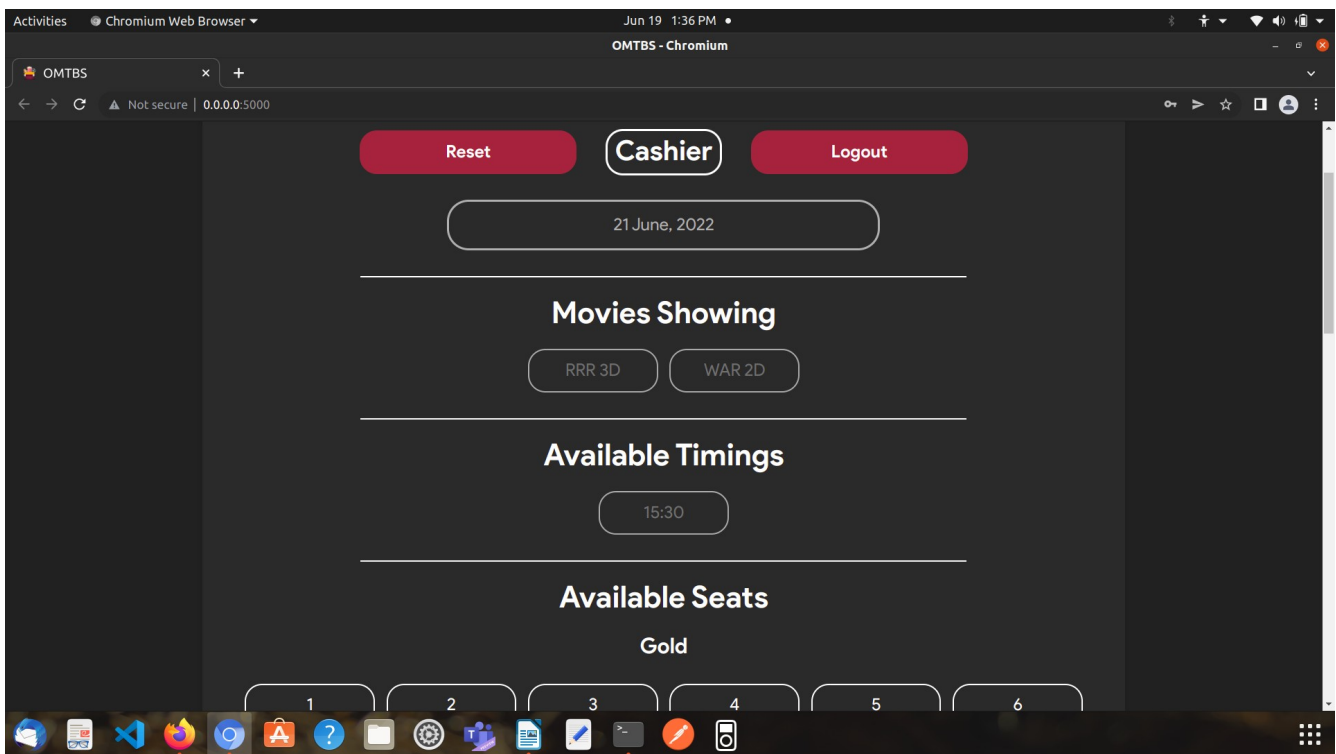 Activities Chromium Web Browser Jun 19 1:36 PM
OMTBS - Chromium
OMTBS
Not secure | 0.0.0.0:5000
Reset Cashier Logout
21 June, 2022
Movies Showing
RRR 3D WAR 2D
Available Timings
15:30
Available Seats
Gold
1 2 3 4 5 6